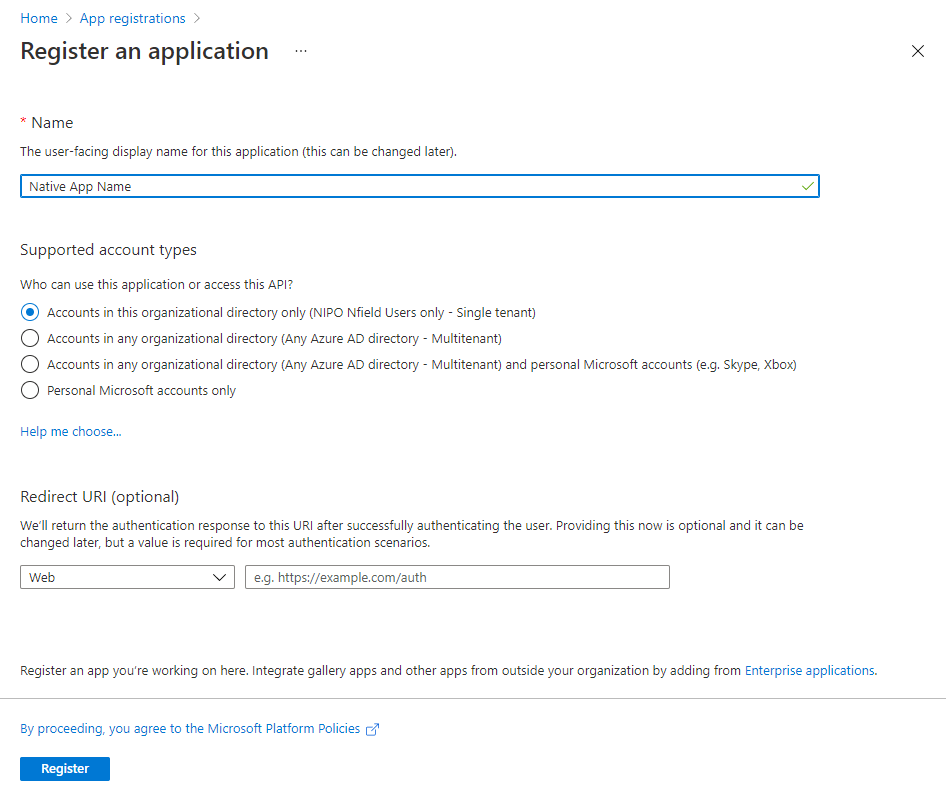 Home > App registrations >
Register an application ...
* Name
The user-facing display name for this application (this can be changed later).
Native App Name
Supported account types
Who can use this application or access this API?
Accounts in this organizational directory only (NIPO Nfield Users only - Single tenant)
Accounts in any organizational directory (Any Azure AD directory - Multitenant)
Accounts in any organizational directory (Any Azure AD directory - Multitenant) and personal Microsoft accounts (e.g. Skype, Xbox)
Personal Microsoft accounts only
Help me choose...
Redirect URI (optional)
We'll return the authentication response to this URI after successfully authenticating the user. Providing this now is optional and it can be
changed later, but a value is required for most authentication scenarios.
Web
e.g. https://example.com/auth
Register an app you're working on here. Integrate gallery apps and other apps from outside your organization by adding from Enterprise applications.
By proceeding, you agree to the Microsoft Platform Policies
Register